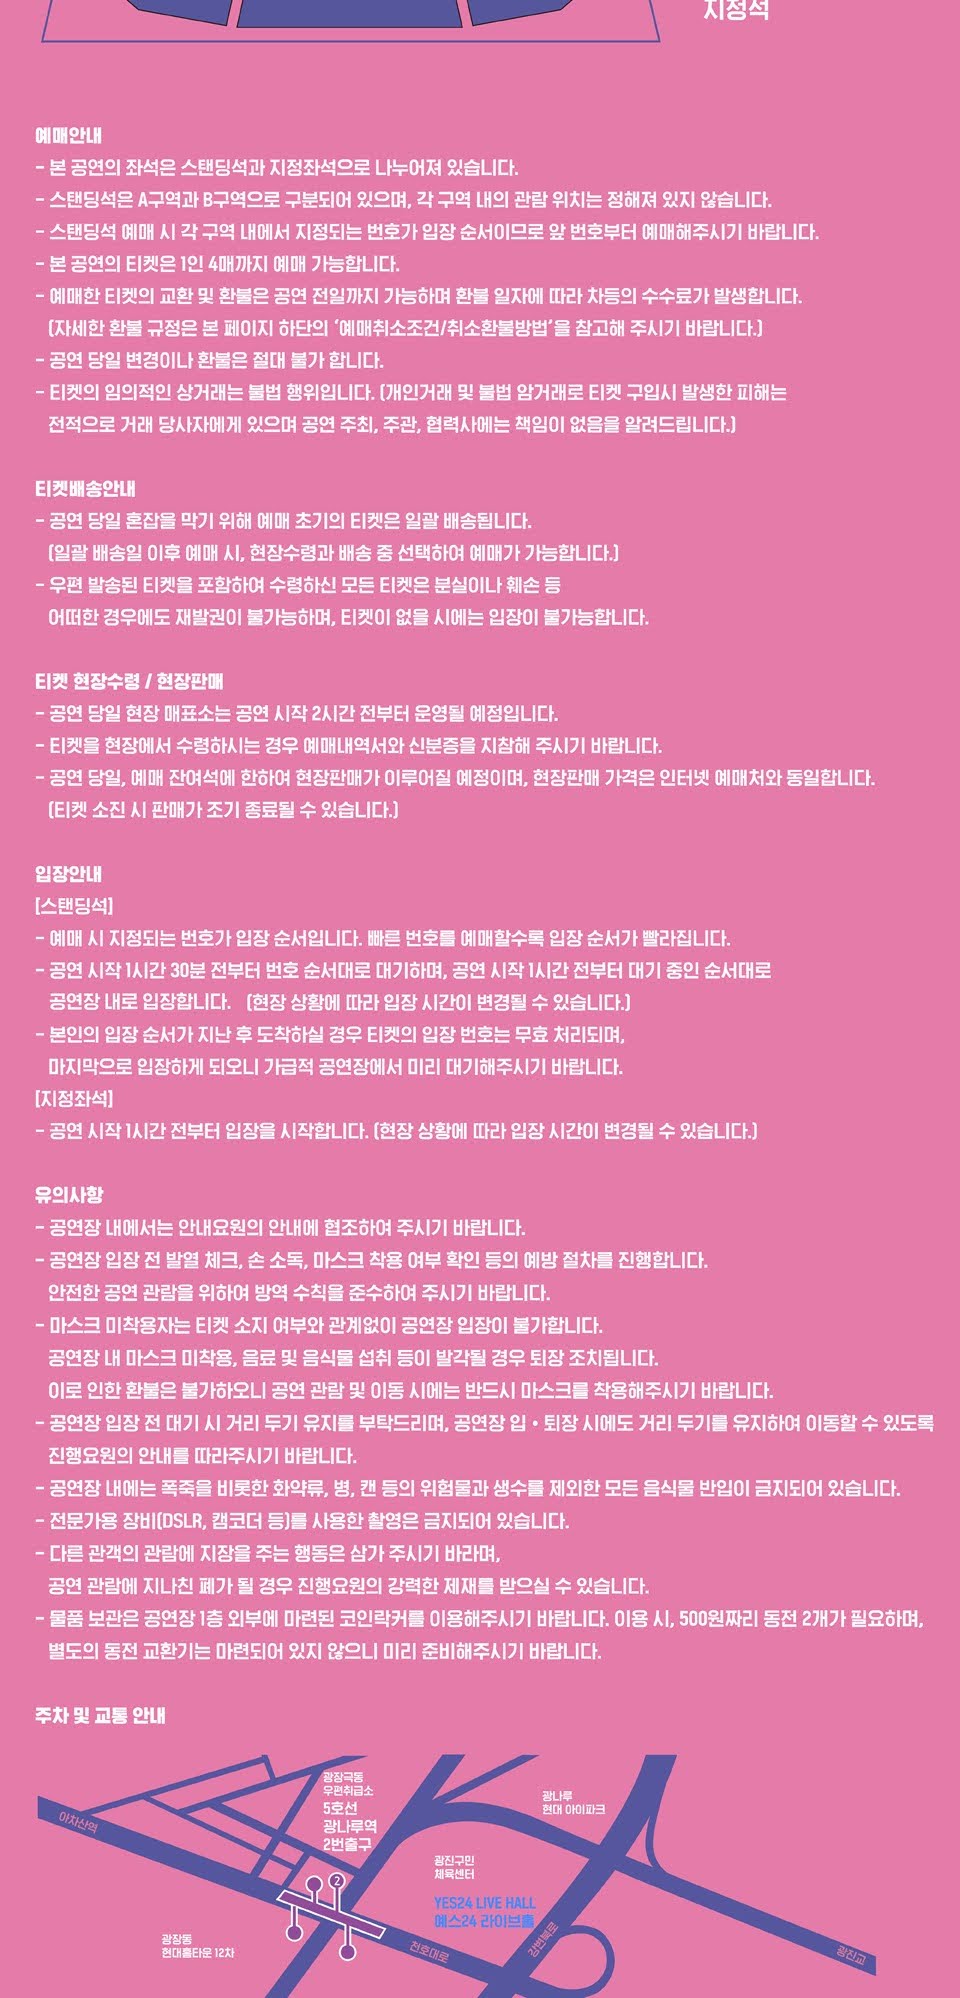 지정석
예매안내
- 본 공연의 좌석은 스탠딩석과 지정좌석으로 나누어져 있습니다.
- 스탠딩석은 A구역과 B구역으로 구분되어 있으며, 각 구역 내의 관람 위치는 정해져 있지 않습니다.
- 스탠딩석 예매 시 각 구역 내에서 지정되는 번호가 입장 순서이므로 앞 번호부터 예매해주시기 바랍니다.
- 본 공연의 티켓은 1인 4매까지 예매 가능합니다.
- 예매한 티켓의 교환 및 환불은 공연 전일까지 가능하며 환불 일자에 따라 차등의 수수료가 발생합니다.
(자세한 환불 규정은 본 페이지 하단의 '예매취소조건/취소환불방법'을 참고해 주시기 바랍니다.)
- 공연 당일 변경이나 환불은 절대 불가 합니다.
- 티켓의 임의적인 상거래는 불법 행위입니다. (개인거래 및 불법 암거래로 티켓 구입시 발생한 피해는
전적으로 거래 당사자에게 있으며 공연 주최, 주관, 협력사에는 책임이 없음을 알려드립니다.)
티켓배송안내
- 공연 당일 혼잡을 막기 위해 예매 초기의 티켓은 일괄 배송됩니다.
(일괄 배송일 이후 예매 시, 현장수령과 배송 중 선택하여 예매가 가능합니다.)
- 우편 발송된 티켓을 포함하여 수령하신 모든 티켓은 분실이나 훼손 등
어떠한 경우에도 재발권이 불가능하며, 티켓이 없을 시에는 입장이 불가능합니다.
티켓 현장수령 / 현장판매
- 공연 당일 현장 매표소는 공연 시작 2시간 전부터 운영될 예정입니다.
- 티켓을 현장에서 수령하시는 경우 예매내역서와 신분증을 지참해 주시기 바랍니다.
- 공연 당일, 예매 잔여석에 한하여 현장판매가 이루어질 예정이며, 현장판매 가격은 인터넷 예매처와 동일합니다.
(티켓 소진 시 판매가 조기 종료될 수 있습니다.)
입장안내
[스탠딩석]
- 예매 시 지정되는 번호가 입장 순서입니다. 빠른 번호를 예매할수록 입장 순서가 빨라집니다.
- 공연 시작 1시간 30분 전부터 번호 순서대로 대기하며, 공연 시작 1시간 전부터 대기 중인 순서대로
공연장 내로 입장합니다. (현장 상황에 따라 입장 시간이 변경될 수 있습니다.)
- 본인의 입장 순서가 지난 후 도착하실 경우 티켓의 입장 번호는 무효 처리되며,
마지막으로 입장하게 되오니 가급적 공연장에서 미리 대기해주시기 바랍니다.
[지정좌석]
- 공연 시작 1시간 전부터 입장을 시작합니다. (현장 상황에 따라 입장 시간이 변경될 수 있습니다.)
유의사항
- 공연장 내에서는 안내요원의 안내에 협조하여 주시기 바랍니다.
- 공연장 입장 전 발열 체크, 손 소독, 마스크 착용 여부 확인 등의 예방 절차를 진행합니다.
안전한 공연 관람을 위하여 방역 수칙을 준수하여 주시기 바랍니다.
- 마스크 미착용자는 티켓 소지 여부와 관계없이 공연장 입장이 불가합니다.
공연장 내 마스크 미착용, 음료 및 음식물 섭취 등이 발각될 경우 퇴장 조치됩니다.
이로 인한 환불은 불가하오니 공연 관람 및 이동 시에는 반드시 마스크를 착용해주시기 바랍니다.
- 공연장 입장 전 대기 시 거리 두기 유지를 부탁드리며, 공연장 입 • 퇴장 시에도 거리 두기를 유지하여 이동할 수 있도록
진행요원의 안내를 따라주시기 바랍니다.
- 공연장 내에는 폭죽을 비롯한 화약류, 병, 캔 등의 위험물과 생수를 제외한 모든 음식물 반입이 금지되어 있습니다.
- 전문가용 장비(DSLR, 캠코더 등)를 사용한 촬영은 금지되어 있습니다.
- 다른 관객의 관람에 지장을 주는 행동은 삼가 주시기 바라며,
공연 관람에 지나친 폐가 될 경우 진행요원의 강력한 제재를 받으실 수 있습니다.
- 물품 보관은 공연장 1층 외부에 마련된 코인락커를 이용해주시기 바랍니다. 이용 시, 500원짜리 동전 2개가 필요하며,
별도의 동전 교환기는 마련되어 있지 않으니 미리 준비해주시기 바랍니다.
주차 및 교통 안내
광장극동
우편취급소
5호선
광나루역
2번출구
광나루
현대 아이파크
아차산역
광진구민
체육센터
2
YES24 LIVE HALL
예스24 라이브홀
광장동
현대홈타운 12차
천호대로
강변북로
광진교